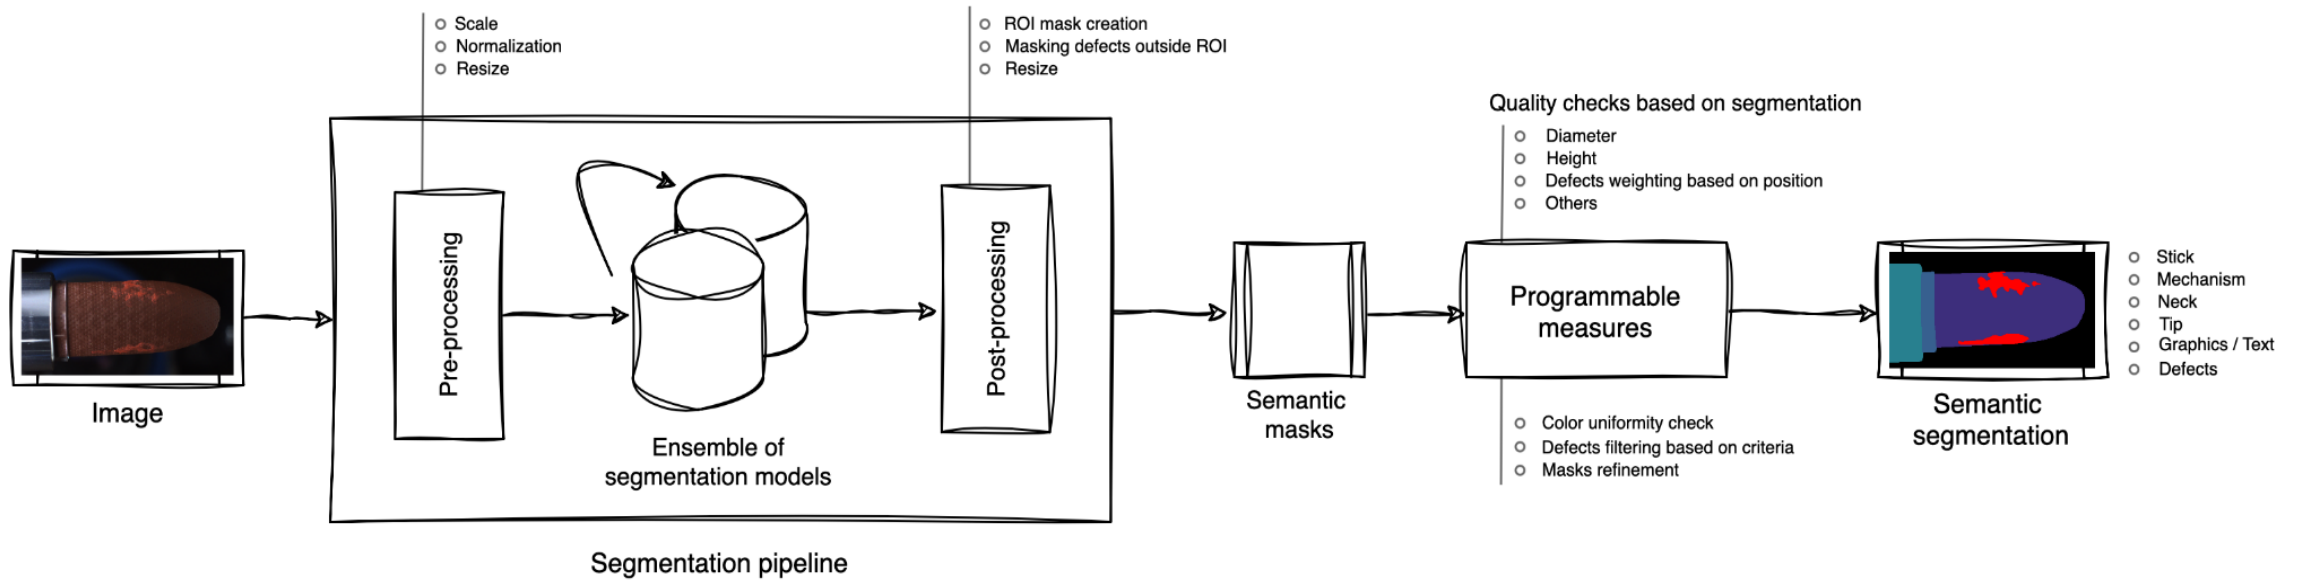 Scale
Normalization
Resize
ROI mask creation
Masking defects outside ROI
Resize
Quality checks based on segmentation
Diameter
Height
Defects weighting based on position
Others
Image
Pre-processing
Ensemble of
segmentation models
Post-processing
Segmentation pipeline
Semantic
masks
Programmable
measures
Color uniformity check
Defects filtering based on criteria
Masks refinement
Semantic
segmentation
Stick
Mechanism
Neck
Tip
Graphics / Text
Defects